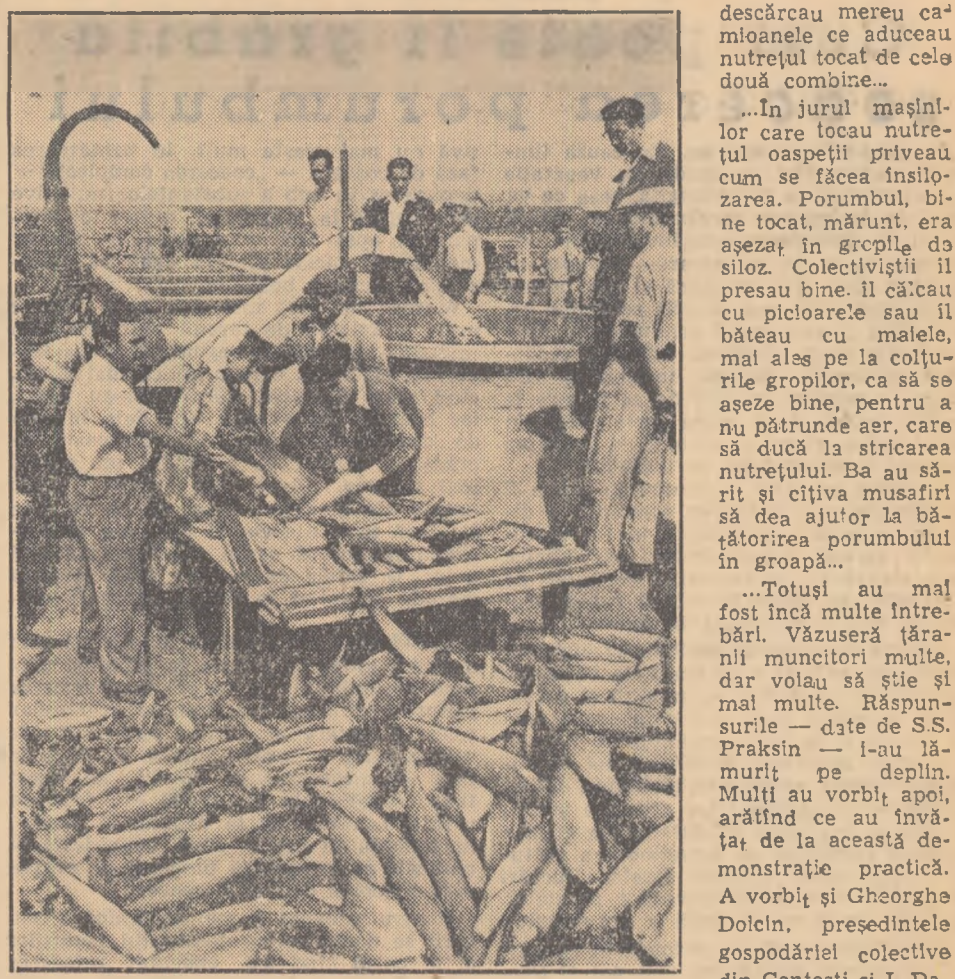 descărcau mereu ca-
mioanele ce aduceau
nutrețul tocat de cele
două combine...
...În jurul mașini-
lor care tocau nutre-
țul oaspeții priveau
cum se făcea însilo-
zarea. Porumbul, bi-
ne tocat, mărunt, era
așezat în gropile de
siloz. Colectiviștii îl
presau bine. îl călcau
cu picioarele sau îl
băteau cu maiele,
mai ales pe la colțu-
rile gropilor, ca să se
așeze bine, pentru a
nu pătrunde aer, care
să ducă la stricarea
nutrețului. Ba au să-
rit și cîțiva musafiri
să dea ajutor la bă-
tătorirea porumbului
în groapă...
...Totuși au mai
fost încă multe între-
bări. Văzuseră țăra-
nii muncitori multe,
dar volau să știe și
mai multe. Răspun-
surile — date de S.S.
Praksin — i-au lă-
murit pe deplin.
Mulți au vorbit apoi,
arătînd ce au învă-
țat de la această de-
monstrație practică.
A vorbit și Gheorghe
Dolcin, președintele
gospodăriei colective